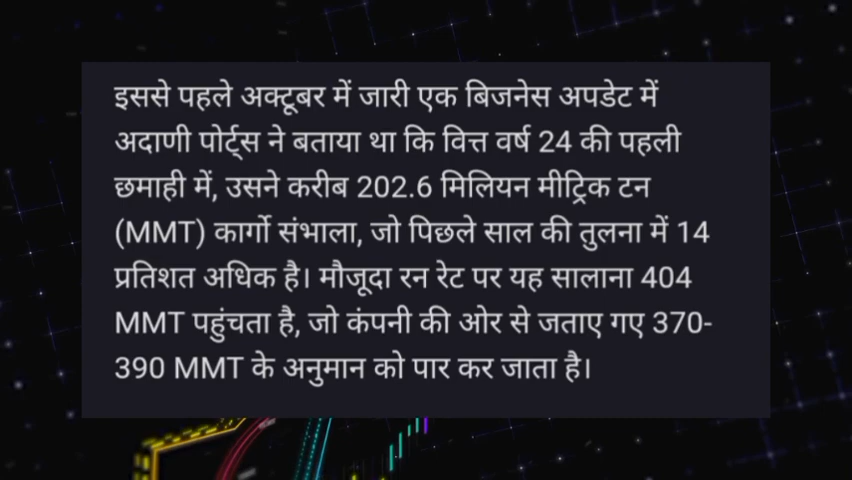 इससे पहले अक्टूबर में जारी एक बिजनेस अपडेट में
अदाणी पोर्ट्स ने बताया था कि वित्त वर्ष 24 की पहली
छमाही में, उसने करीब 202.6 मिलियन मीट्रिक टन
(MMT) कार्गो संभाला, जो पिछले साल की तुलना में 14
प्रतिशत अधिक है। मौजूदा रन रेट पर यह सालाना 404
MMT पहुंचता है, जो कंपनी की ओर से जताए गए 370-
390 MMT के अनुमान को पार कर जाता है।